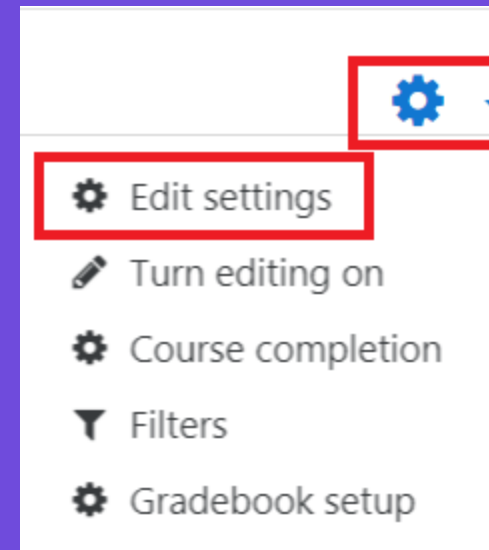 Edit settings
Turn editing on
Course completion
Filters
Gradebook setup